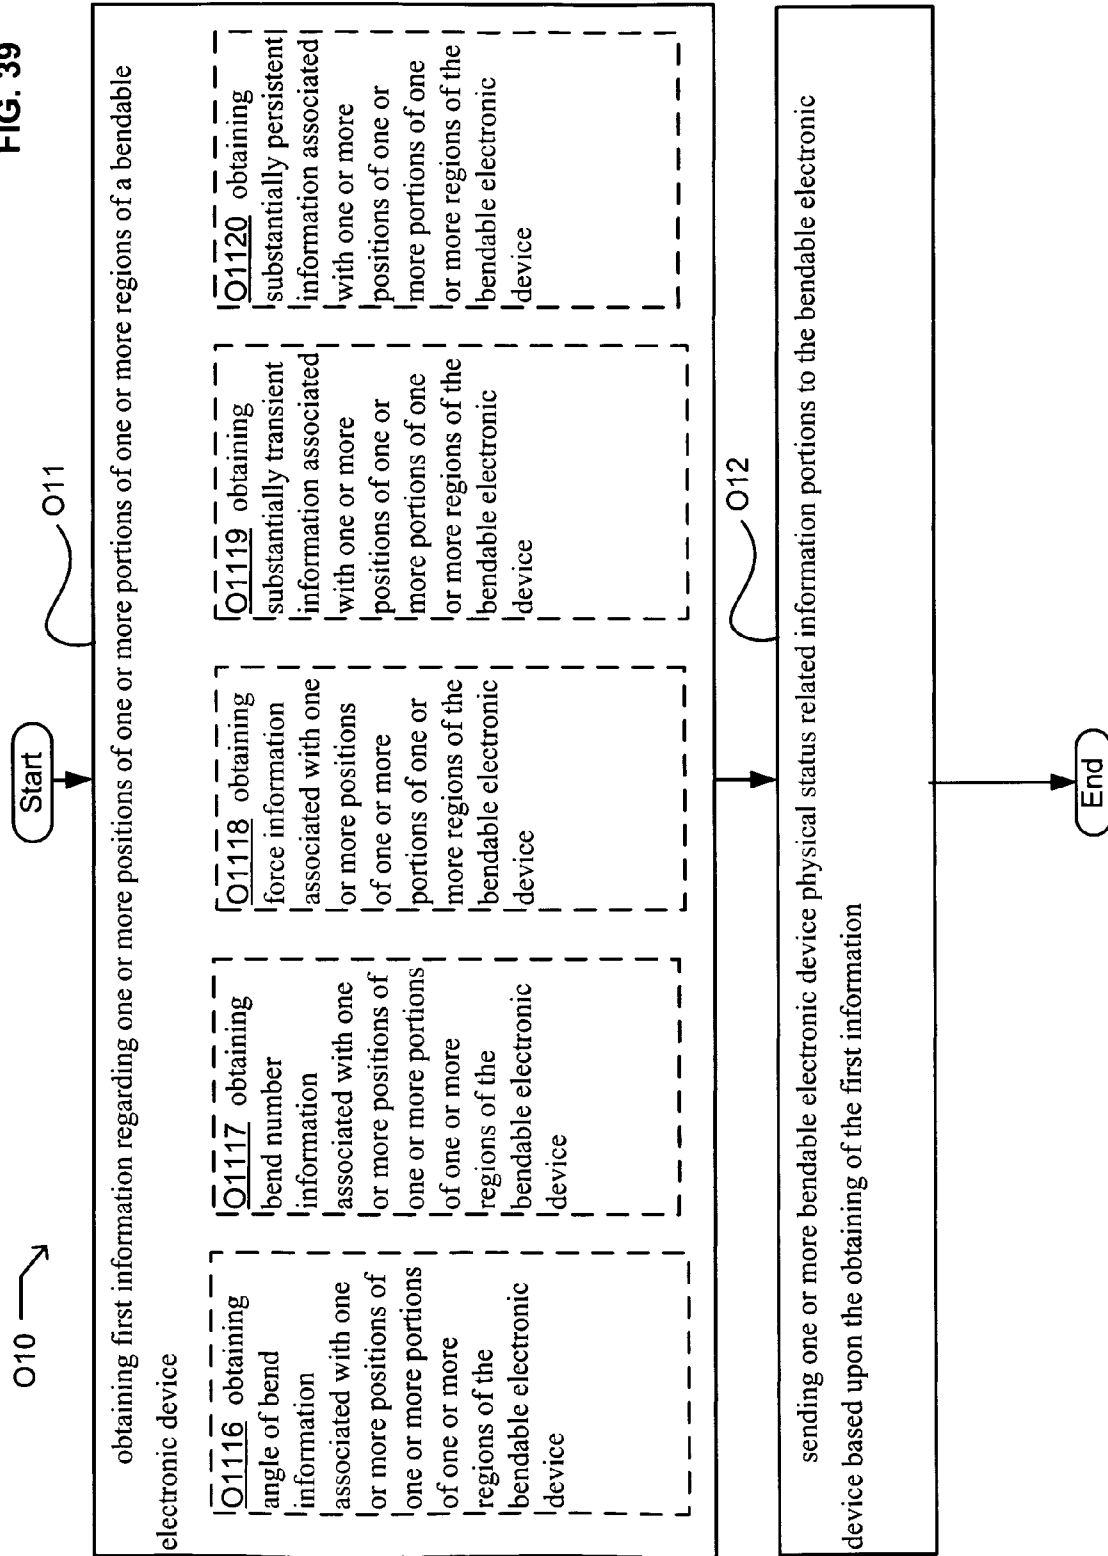 FIG. 39
O10
Start
O11
obtaining first information regarding one or more positions of one or more portions of one or more regions of a bendable
electronic device
O1116 obtaining
angle of bend
information
associated with one
or more positions of
one or more portions
of one or more
regions of the
bendable electronic
device
O1117 obtaining
bend number
information
associated with one
or more positions of
one or more portions
of one or more
regions of the
bendable electronic
device
O1118 obtaining
force information
associated with one
or more positions
of one or more
portions of one or
more regions of the
bendable electronic
device
O1119 obtaining
substantially transient
information associated
with one or more
positions of one or
more portions of one
or more regions of the
bendable electronic
device
O1120 obtaining
substantially persistent
information associated
with one or more
positions of one or
more portions of one
or more regions of the
bendable electronic
device
O12
sending one or more bendable electronic device physical status related information portions to the bendable electronic
device based upon the obtaining of the first information
End